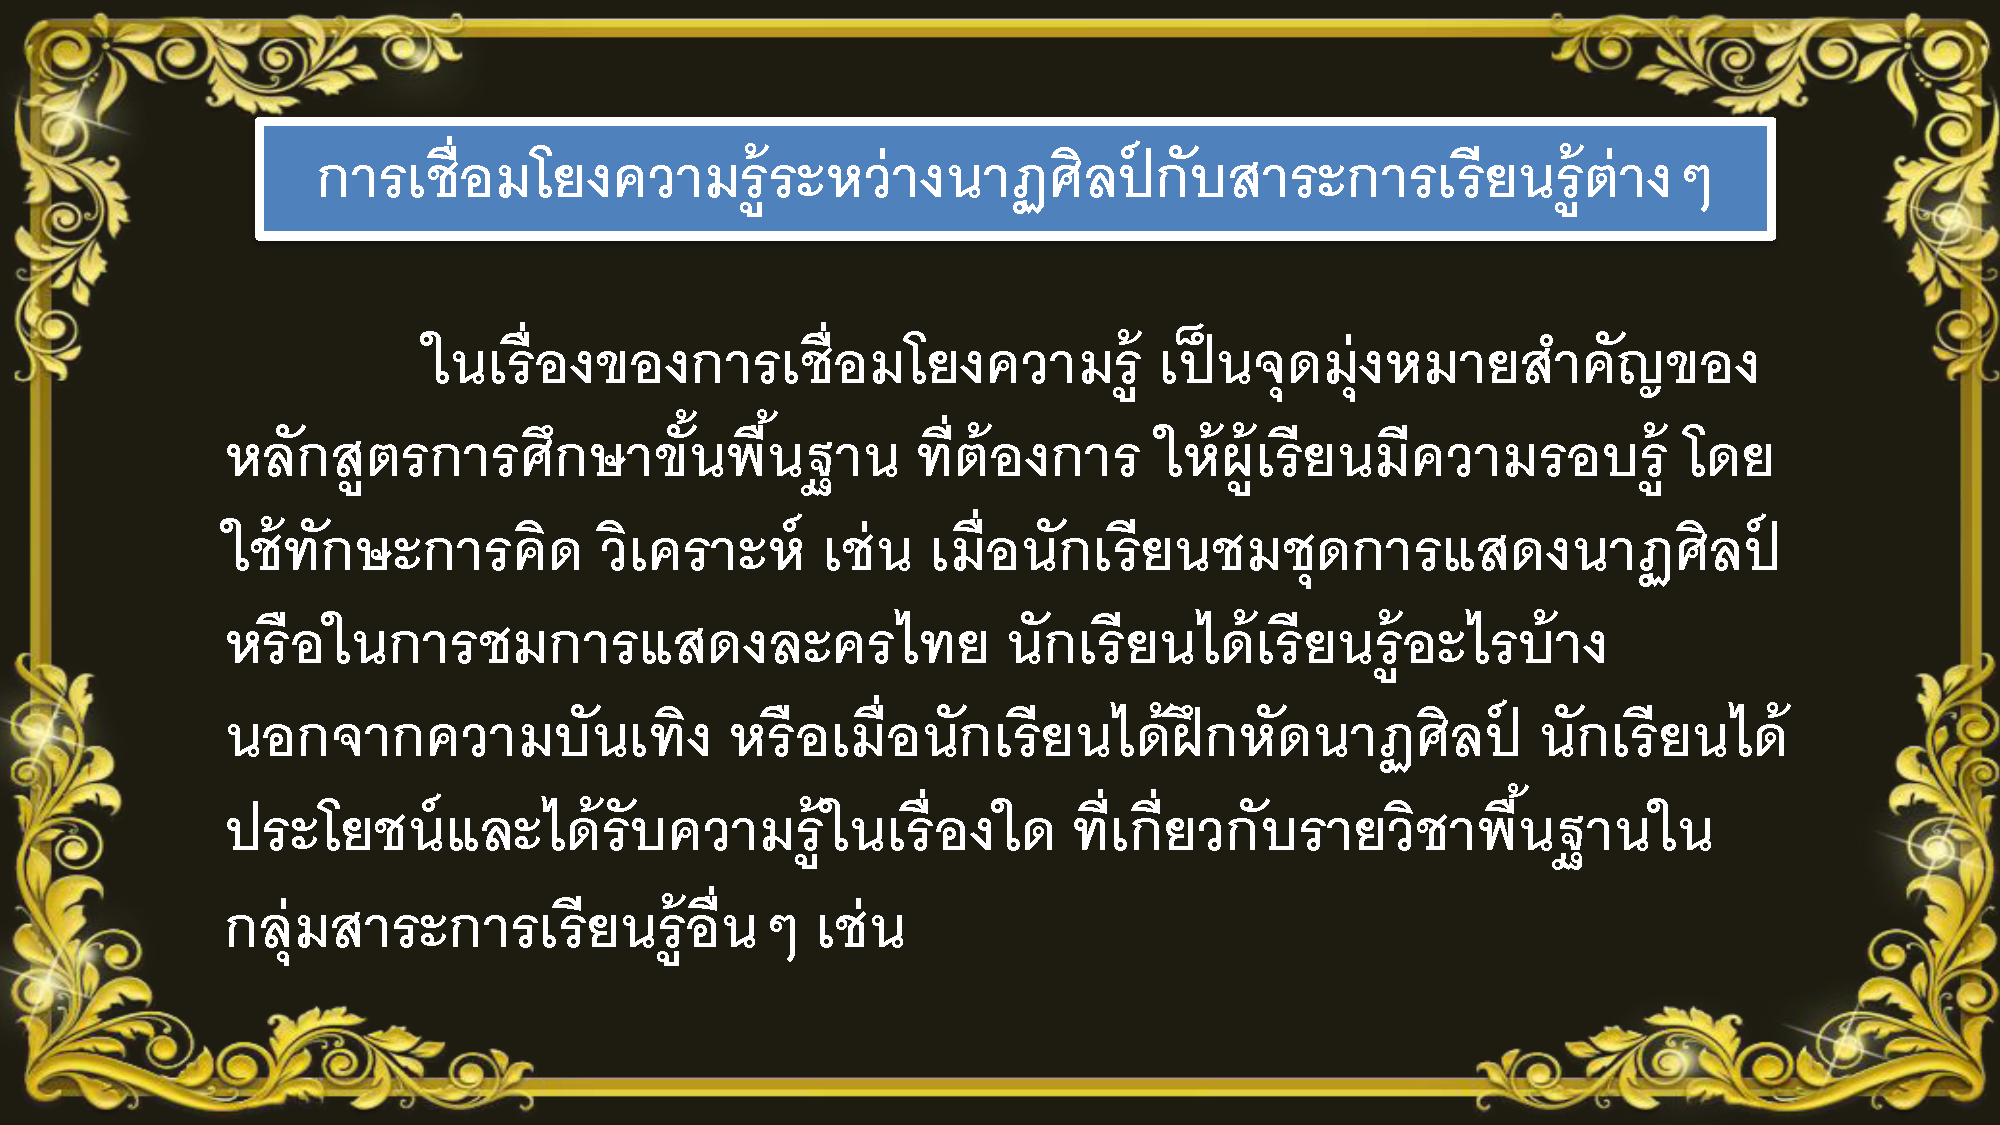 การเชื่อมโยงความรู้ระหว่างนาฏศิลป์กับสาระการเรียนรู้ต่าง ๆ
ในเรื่องของการเชื่อมโยงความรู้ เป็นจุดมุ่งหมายสำคัญของ
หลักสูตรการศึกษาขั้นพื้นฐาน ที่ต้องการ ให้ผู้เรียนมีความรอบรู้ โดย
ใช้ทักษะการคิด วิเคราะห์ เช่น เมื่อนักเรียนชมชุดการแสดงนาฏศิลป์
หรือในการชมการแสดงละครไทย นักเรียนได้เรียนรู้อะไรบ้าง
นอกจากความบันเทิง หรือเมื่อนักเรียนได้ฝึกหัดนาฏศิลป์ นักเรียนได้
ประโยชน์และได้รับความรู้ในเรื่องใด ที่เกี่ยวกับรายวิชาพื้นฐานใน
กลุ่มสาระการเรียนรู้อื่น ๆ เช่น